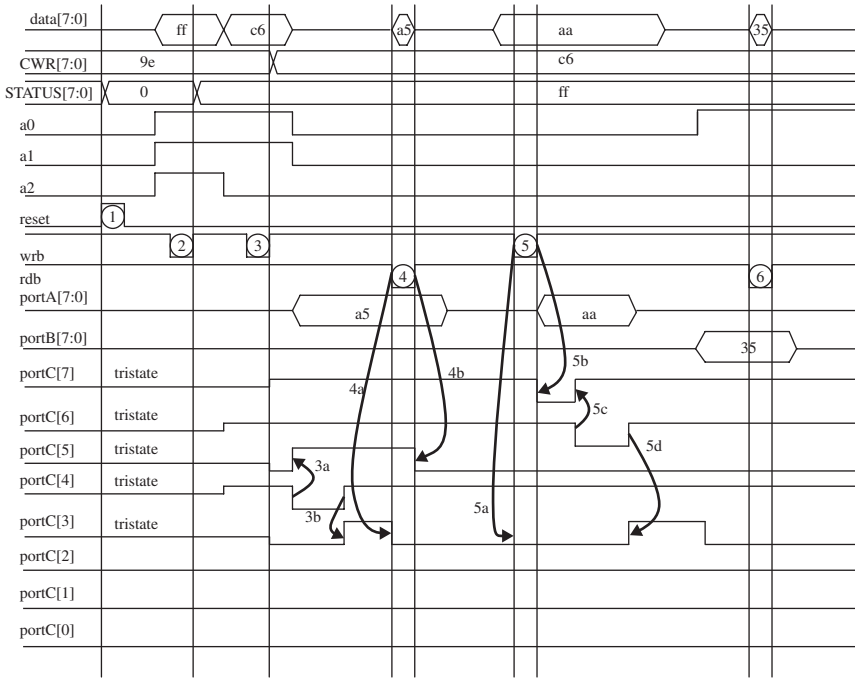 data[7:0] ff c6 a5 aa 35
CWR[7:0] 9e c6
STATUS[7:0] 0 ff
a0
a1
a2
reset 1
2 3 5
wrb
4 6
rdb
portA[7:0] a5 aa
portB[7:0] 35
5b
portC[7] tristate 4b
4a
5c
portC[6] tristate
5d
portC[5] tristate
3a
portC[4] tristate
5a
3b
portC[3] tristate
portC[2]
portC[1]
portC[0]